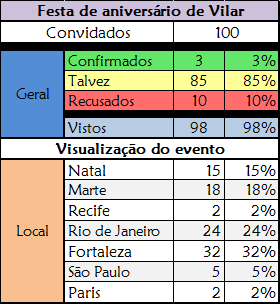 Festa de aniversário de Vilar
Convidados 100
Geral
Confirmados 3 3%
Talvez 85 85%
Recusados 10 10%
Vistos 98 98%
Visualização do evento
Local
Natal 15 15%
Marte 18 18%
Recife 2 2%
Rio de Janeiro 24 24%
Fortaleza 32 32%
São Paulo 5 5%
Paris 2 2%